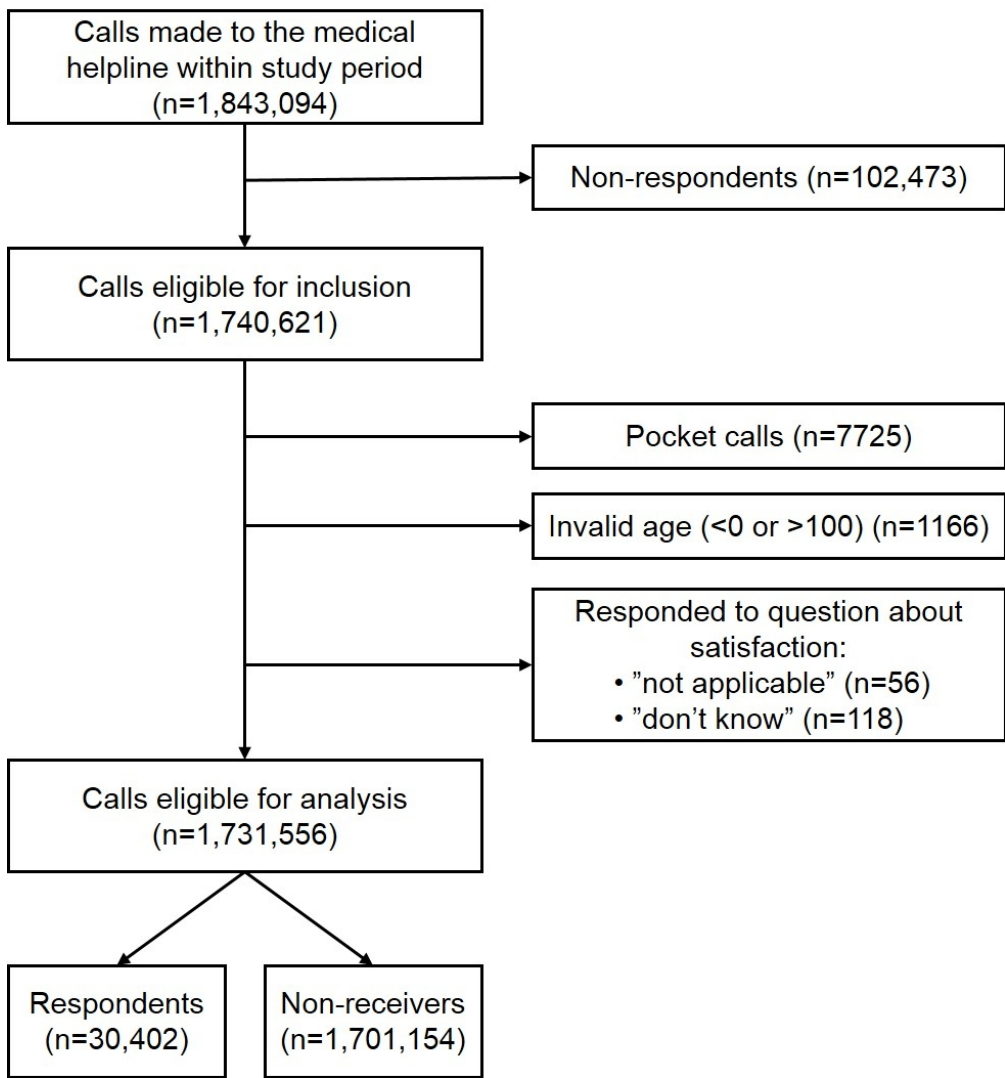 Calls made to the medical
helpline within study period
(n=1,843,094)
Non-respondents (n=102,473)
Calls eligible for inclusion
(n=1,740,621)
Pocket calls (n=7725)
Invalid age (<0 or >100) (n=1166)
Responded to question about
satisfaction:
• ”not applicable” (n=56)
• ”don’t know” (n=118)
Calls eligible for analysis
(n=1,731,556)
Respondents
(n=30,402)
Non-receivers
(n=1,701,154)